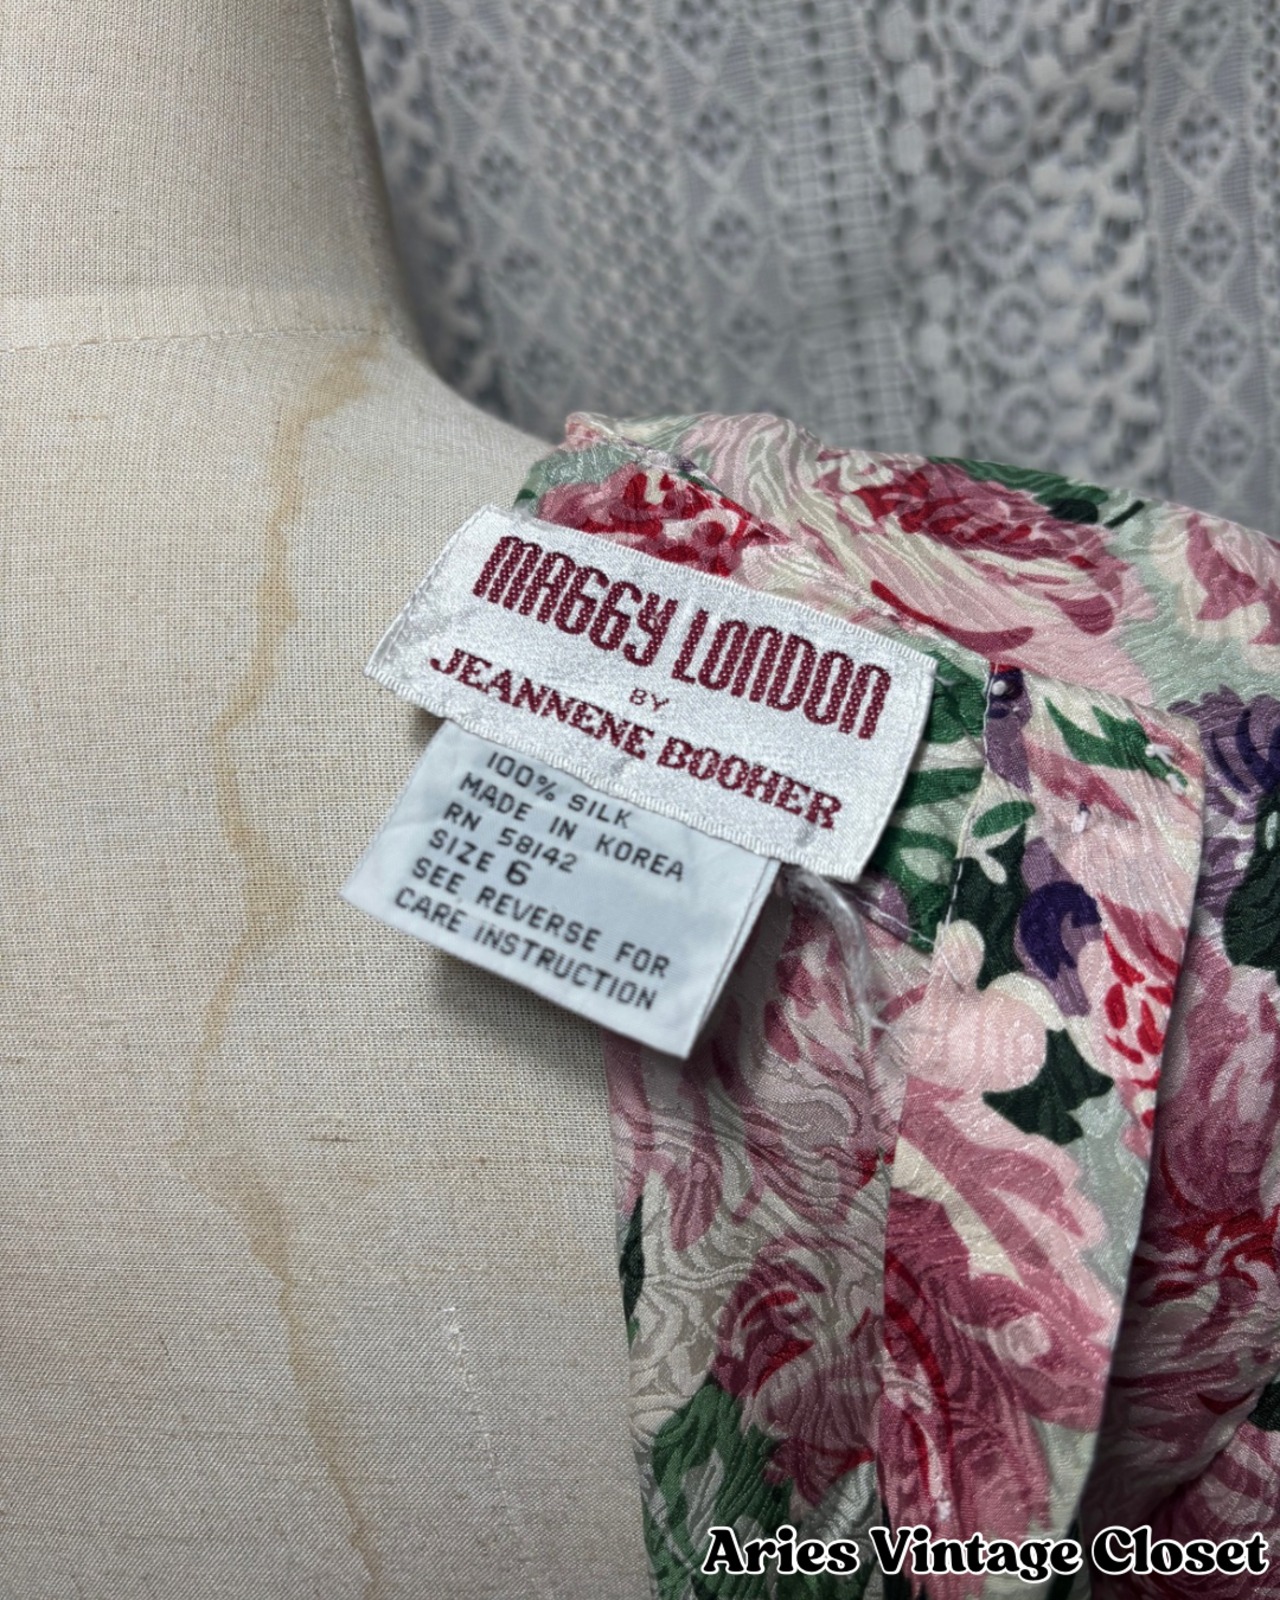 MAGGY LONDON
BY
JEANNENE BOOHER
100% SILK
MADE IN KOREA
RN 58142
SIZE 6
SEE REVERSE FOR
CARE INSTRUCTION
Aries Vintage Closet